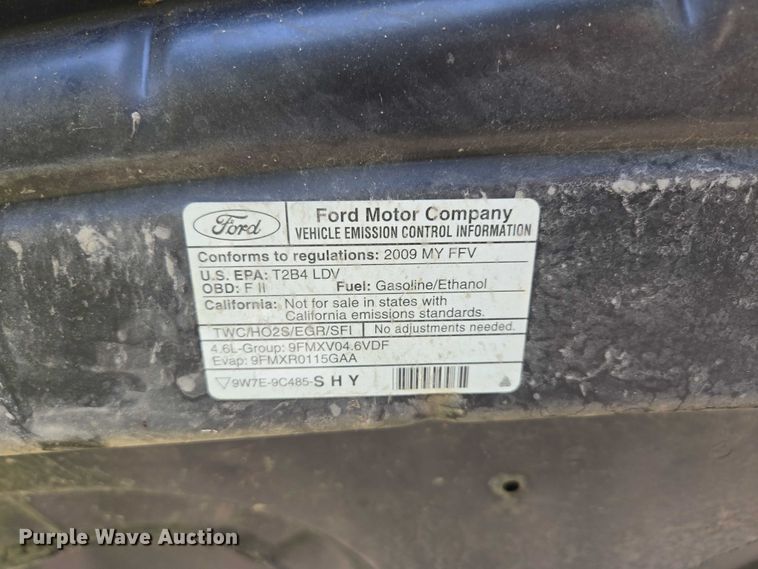 Ford
Ford Motor Company
VEHICLE EMISSION CONTROL INFORMATION
Conforms to regulations: 2009 MY FFV
U.S. EPA: T2B4 LDV
OBD: F II Fuel: Gasoline/Ethanol
California: Not for sale in states with
California emissions standards.
TWC/HO2S/EGR/SFI No adjustments needed.
4.6L-Group: 9FMXV04.6VDF
Evap: 9FMXR0115GAA
9W7E-9C485-SHY
Purple Wave Auction